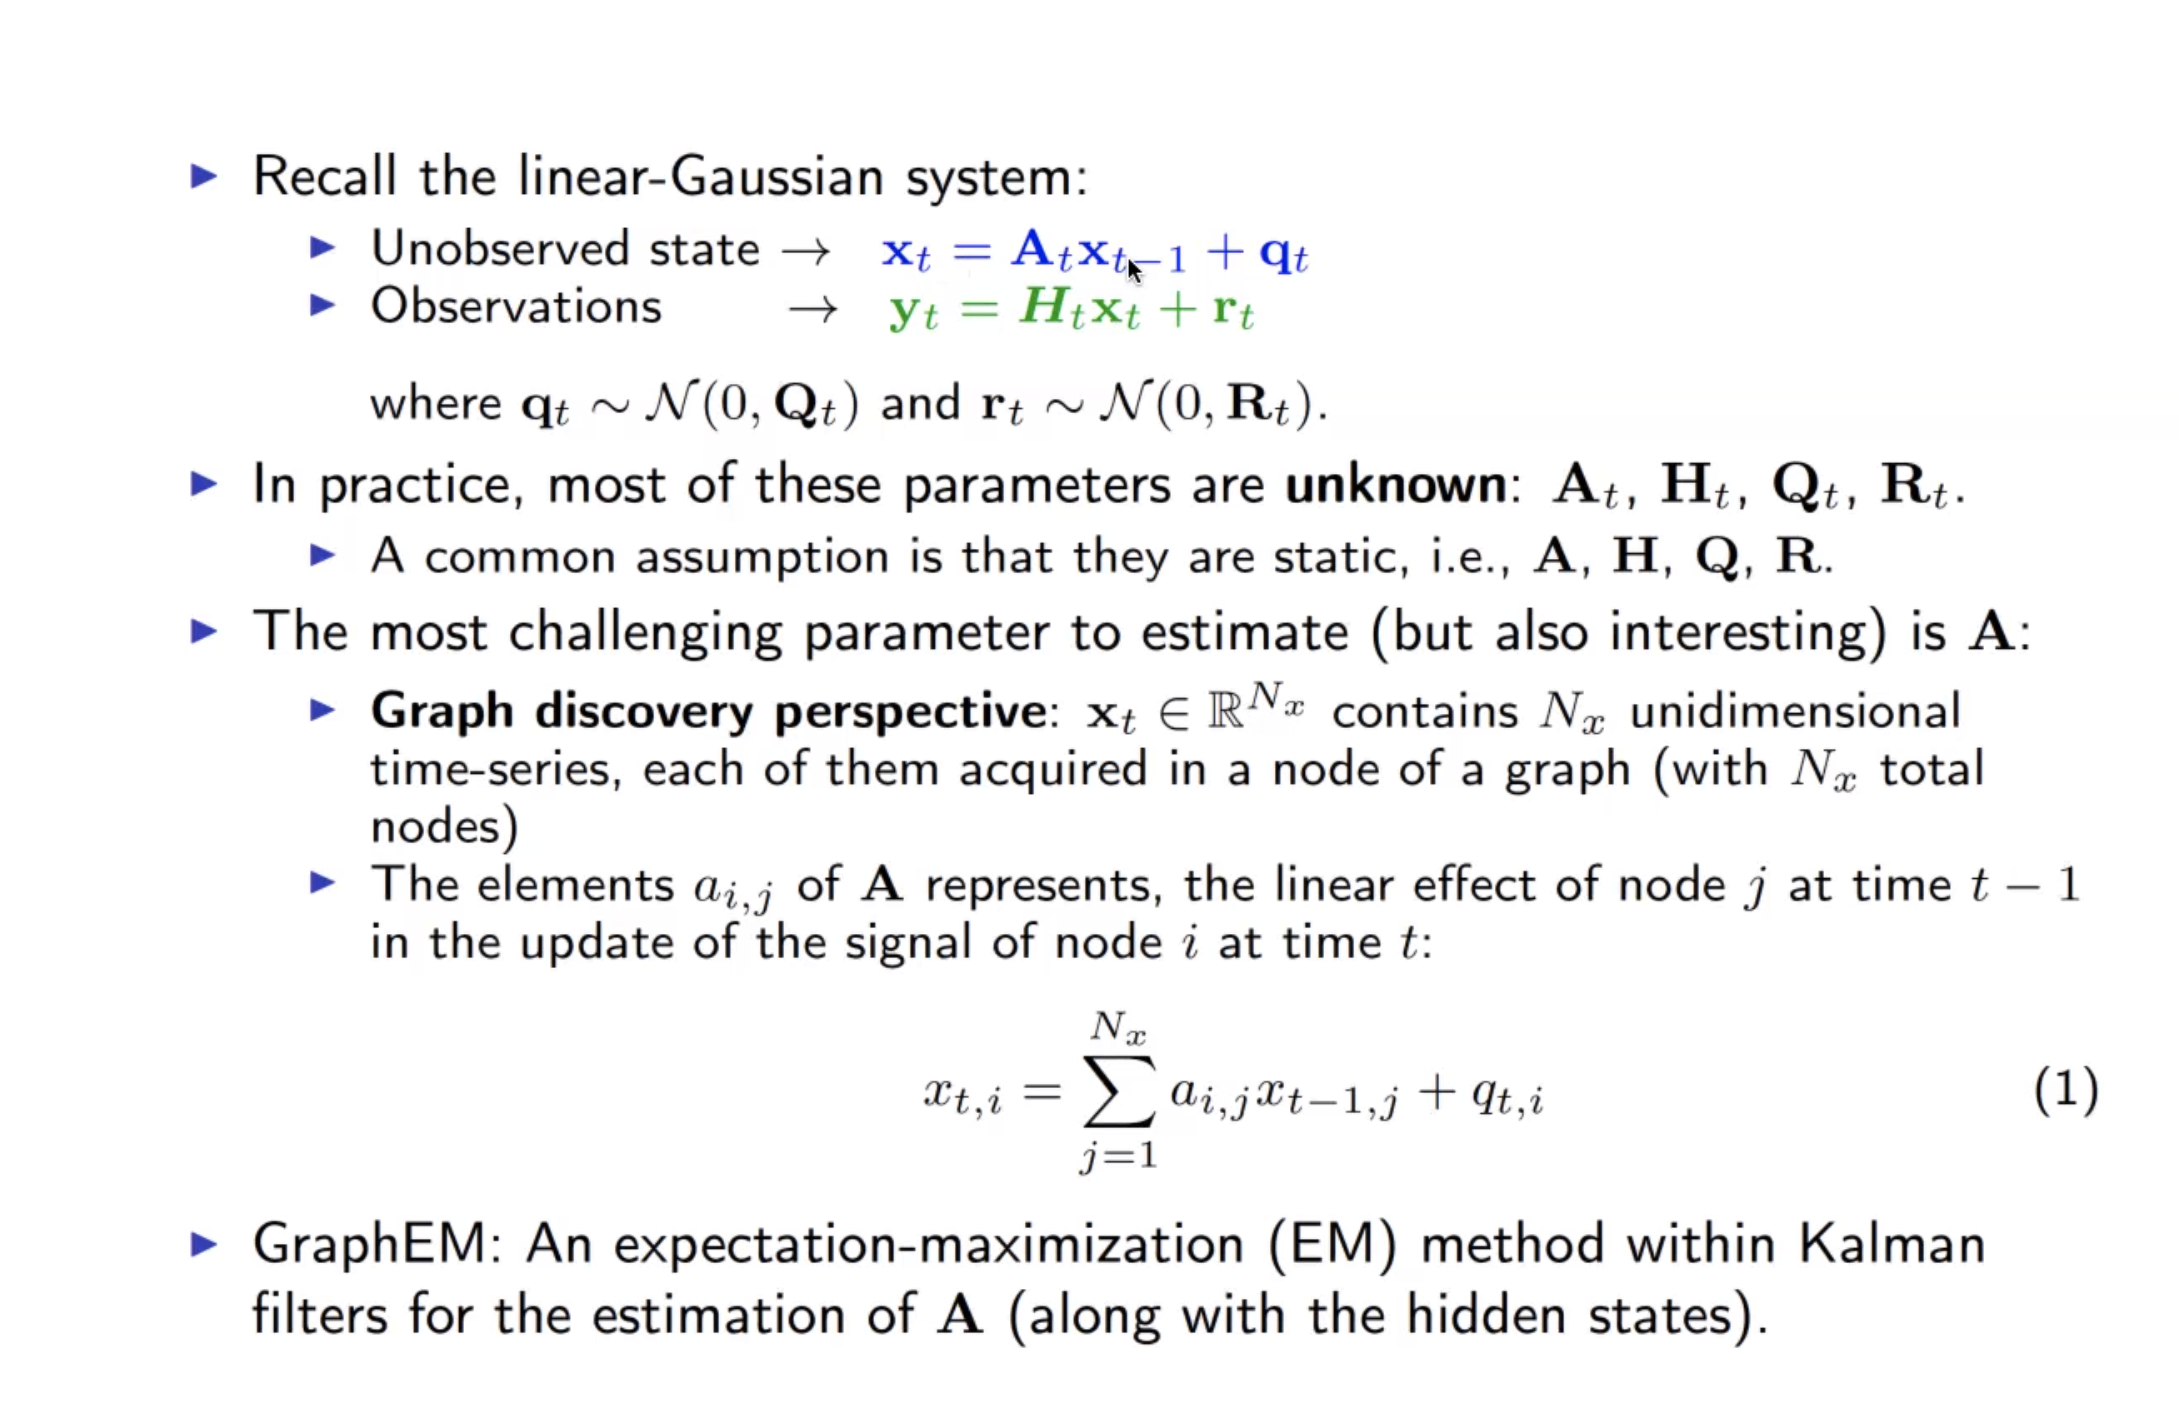 ▶ Recall the linear-Gaussian system:
▶ Unobserved state → $\mathbf{x}_t = \mathbf{A}_t\mathbf{x}_{t-1} + \mathbf{q}_t$
▶ Observations → $\mathbf{y}_t = \boldsymbol{H}_t\mathbf{x}_t + \mathbf{r}_t$
where $\mathbf{q}_t \sim \mathcal{N}(0, \mathbf{Q}_t)$ and $\mathbf{r}_t \sim \mathcal{N}(0, \mathbf{R}_t)$.
▶ In practice, most of these parameters are unknown: $\mathbf{A}_t$, $\mathbf{H}_t$, $\mathbf{Q}_t$, $\mathbf{R}_t$.
▶ A common assumption is that they are static, i.e., $\mathbf{A}$, $\mathbf{H}$, $\mathbf{Q}$, $\mathbf{R}$.
▶ The most challenging parameter to estimate (but also interesting) is $\mathbf{A}$:
▶ Graph discovery perspective: $\mathbf{x}_t \in \mathbb{R}^{N_x}$ contains $N_x$ unidimensional
time-series, each of them acquired in a node of a graph (with $N_x$ total
nodes)
▶ The elements $a_{i,j}$ of $\mathbf{A}$ represents, the linear effect of node $j$ at time $t-1$
in the update of the signal of node $i$ at time $t$:
$x_{t,i} = \sum_{j=1}^{N_x} a_{i,j}x_{t-1,j} + q_{t,i}$ (1)
▶ GraphEM: An expectation-maximization (EM) method within Kalman
filters for the estimation of $\mathbf{A}$ (along with the hidden states).